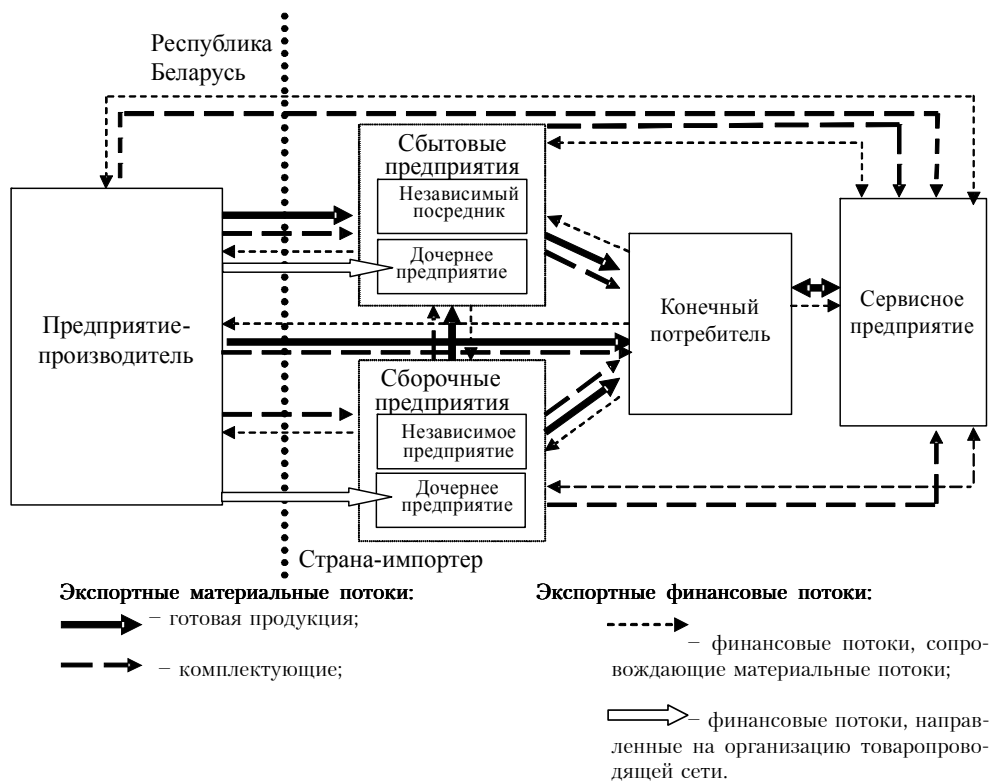 Республика
Беларусь
Сбытовые
предприятия
Независимый
посредник
Дочернее
предприятие
Предприятие-
производитель
Конечный
потребитель
Сервисное
предприятие
Сборочные
предприятия
Независимое
предприятие
Дочернее
предприятие
Страна-импортер
Экспортные материальные потоки:
– готовая продукция;
– комплектующие;
Экспортные финансовые потоки:
– финансовые потоки, сопро-
вождающие материальные потоки;
– финансовые потоки, направ-
ленные на организацию товаропрово-
дящей сети.